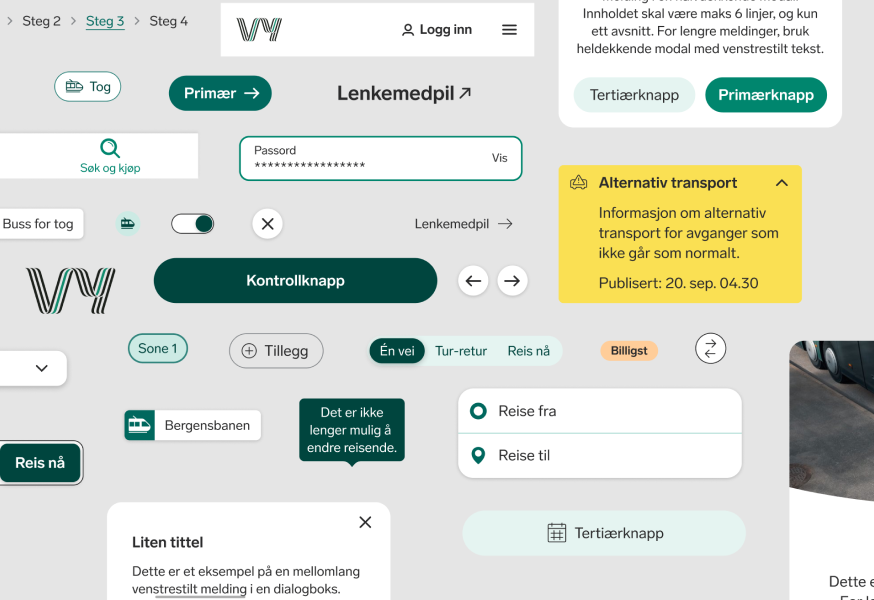 Steg 2 > Steg 3 > Steg 4
VY
Logg inn
Innholdet skal være maks 6 linjer, og kun
ett avsnitt. For lengre meldinger, bruk
heldekkende modal med venstrestilt tekst.
Tertiærknapp
Primærknapp
Tog
Primær →
Lenkemedpil ↗
Søk og kjøp
Passord
*****************
Vis
Alternativ transport
Informasjon om alternativ
transport for avganger som
ikke går som normalt.
Publisert: 20. sep. 04.30
Buss for tog
Lenkemedpil →
VY
Kontrollknapp
Sone 1
Tillegg
Én vei
Tur-retur
Reis nå
Billigst
Bergensbanen
Det er ikke
lenger mulig å
endre reisende.
Reise fra
Reise til
Reis nå
Tertiærknapp
Liten tittel
Dette er et eksempel på en mellomlang
venstrestilt melding i en dialogboks.
Dette e